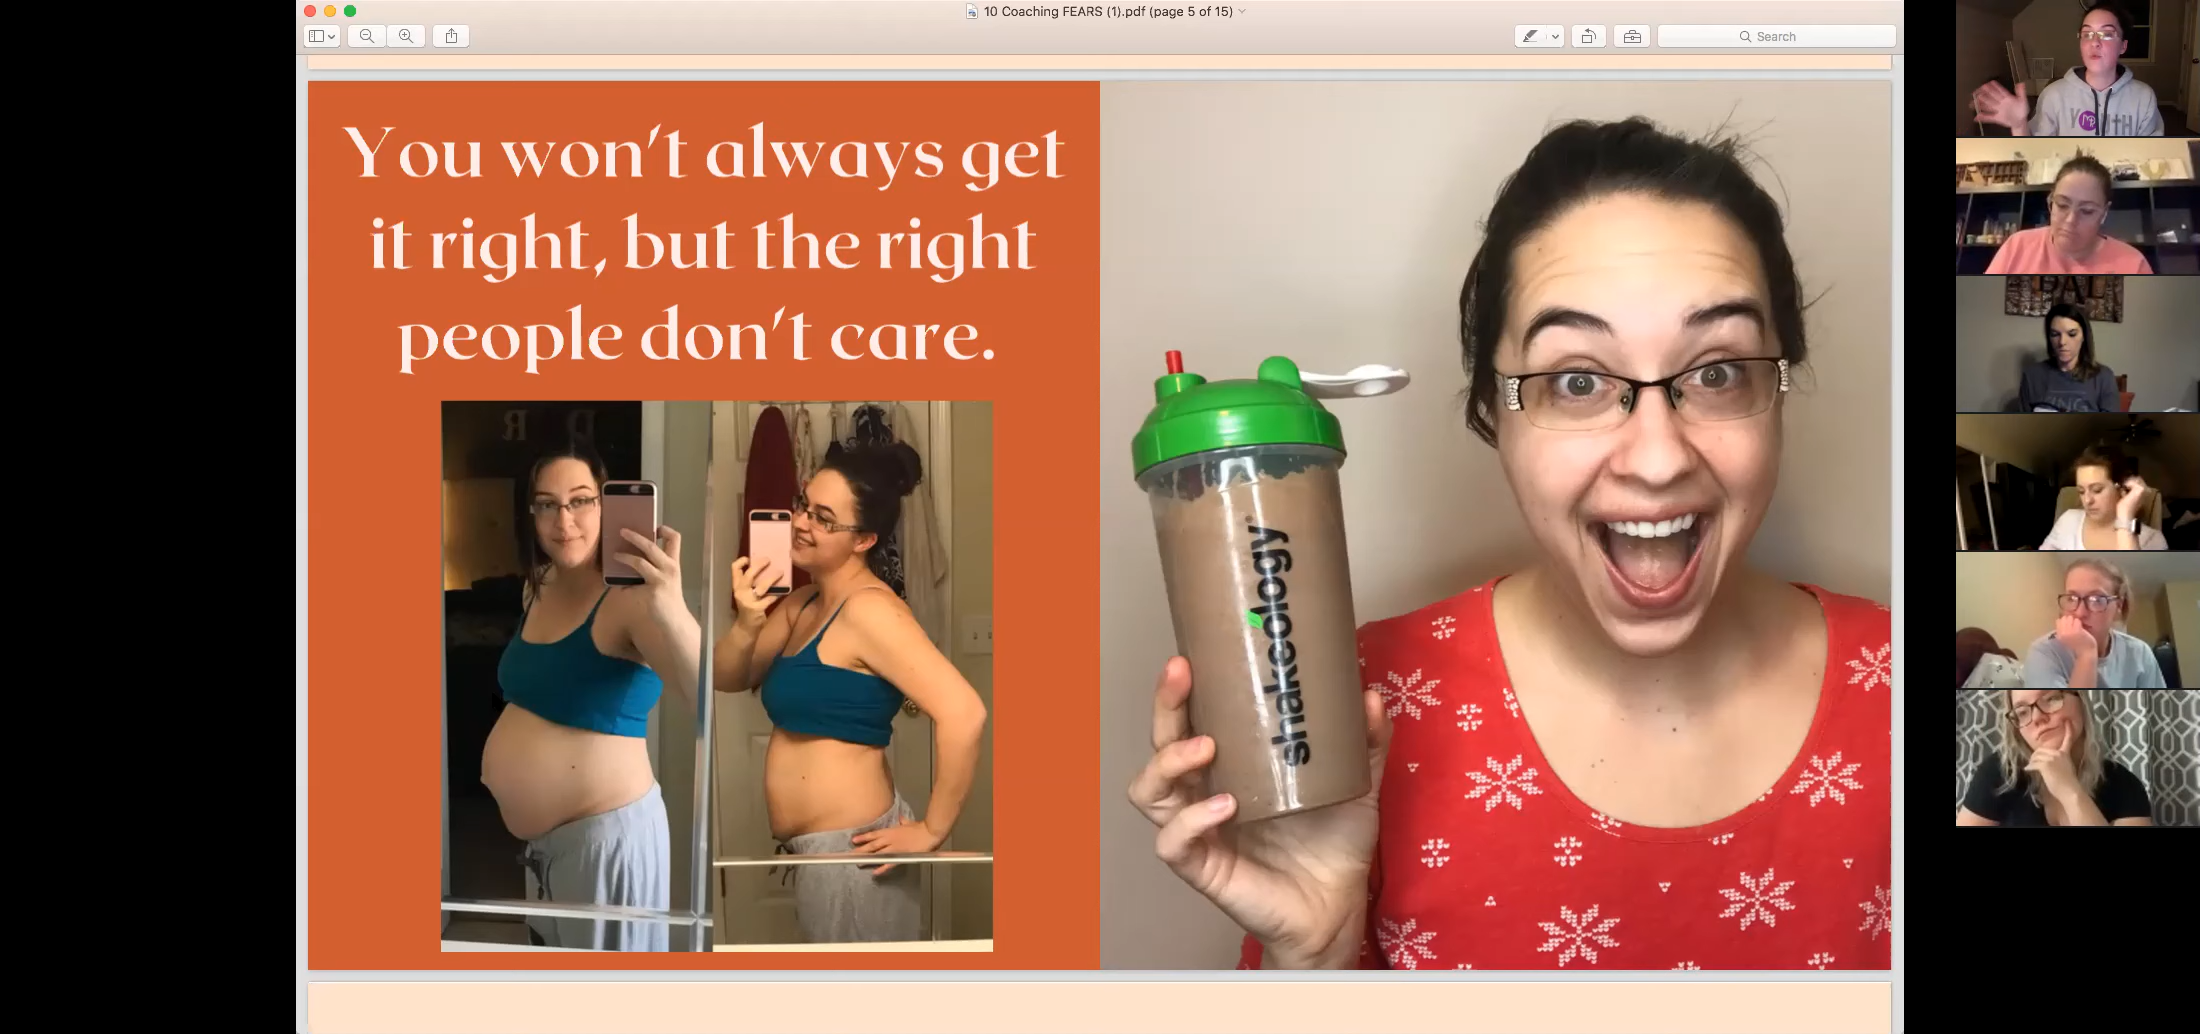 10 Coaching FEARS (1).pdf (page 5 of 15)
Search
You won't always get
it right, but the right
people don't care.
shakeology